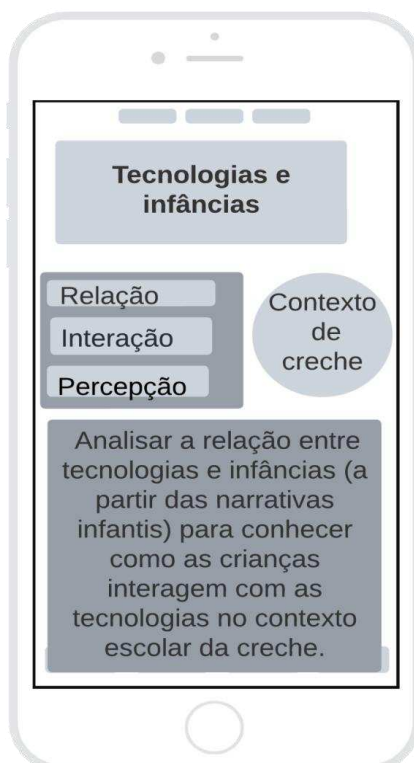 Tecnologias e
infâncias
Relação
Interação
Percepção
Contexto
de
creche
Analisar a relação entre
tecnologias e infâncias (a
partir das narrativas
infantis) para conhecer
como as crianças
interagem com as
tecnologias no contexto
escolar da creche.